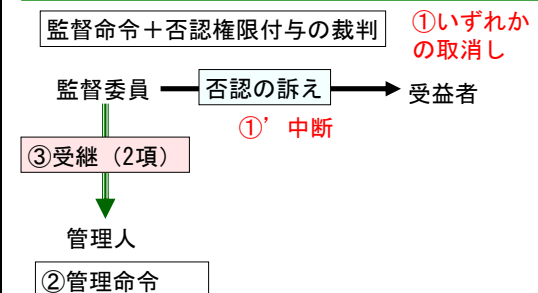 監督命令＋否認権限付与の裁判
①いずれか
の取消し
監督委員
否認の訴え
受益者
①’中断
③受継（2項）
管理人
②管理命令